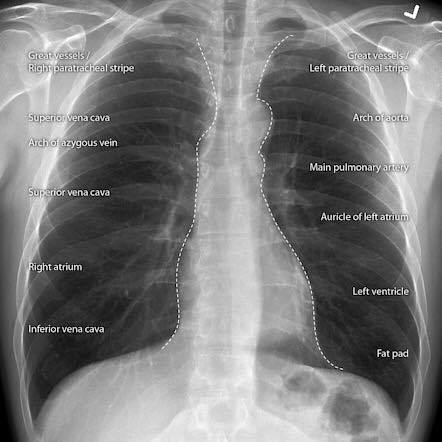 Great vessels /
Right paratracheal stripe
Superior vena cava
Arch of azygous vein
Superior vena cava
Right atrium
Inferior vena cava
Great vessels /
Left paratracheal stripe
Arch of aorta
Main pulmonary artery
Auricle of left atrium
Left ventricle
Fat pad